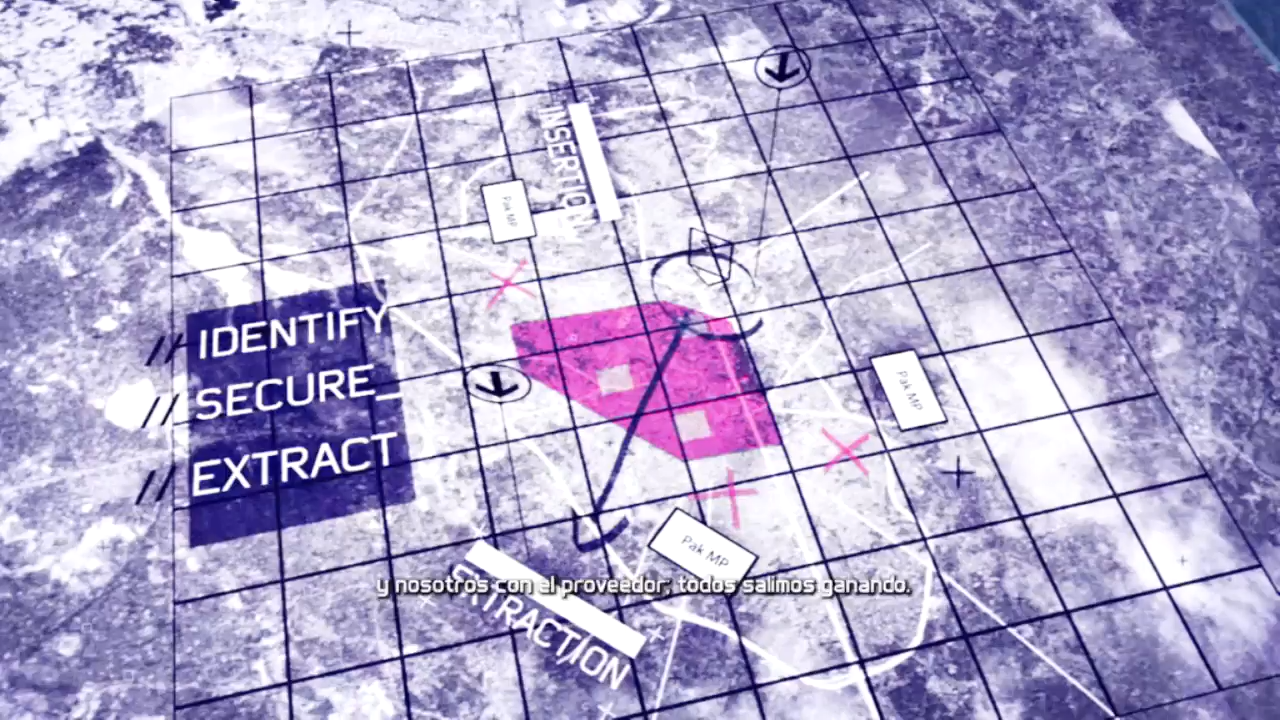 INSERTION
Pak MP
// IDENTIFY
// SECURE_
// EXTRACT
Pak MP
Pak MP
y nosotros con el proveedor; todos salimos ganando.
EXTRACTION